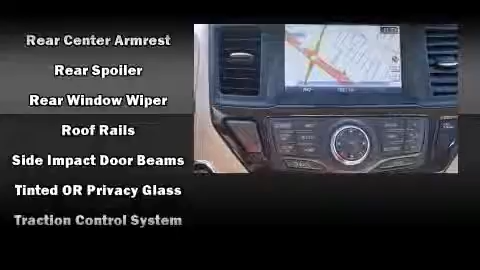 Rear Center Armrest
Rear Spoiler
Rear Window Wiper
Roof Rails
Side Impact Door Beams
Tinted OR Privacy Glass
Traction Control System